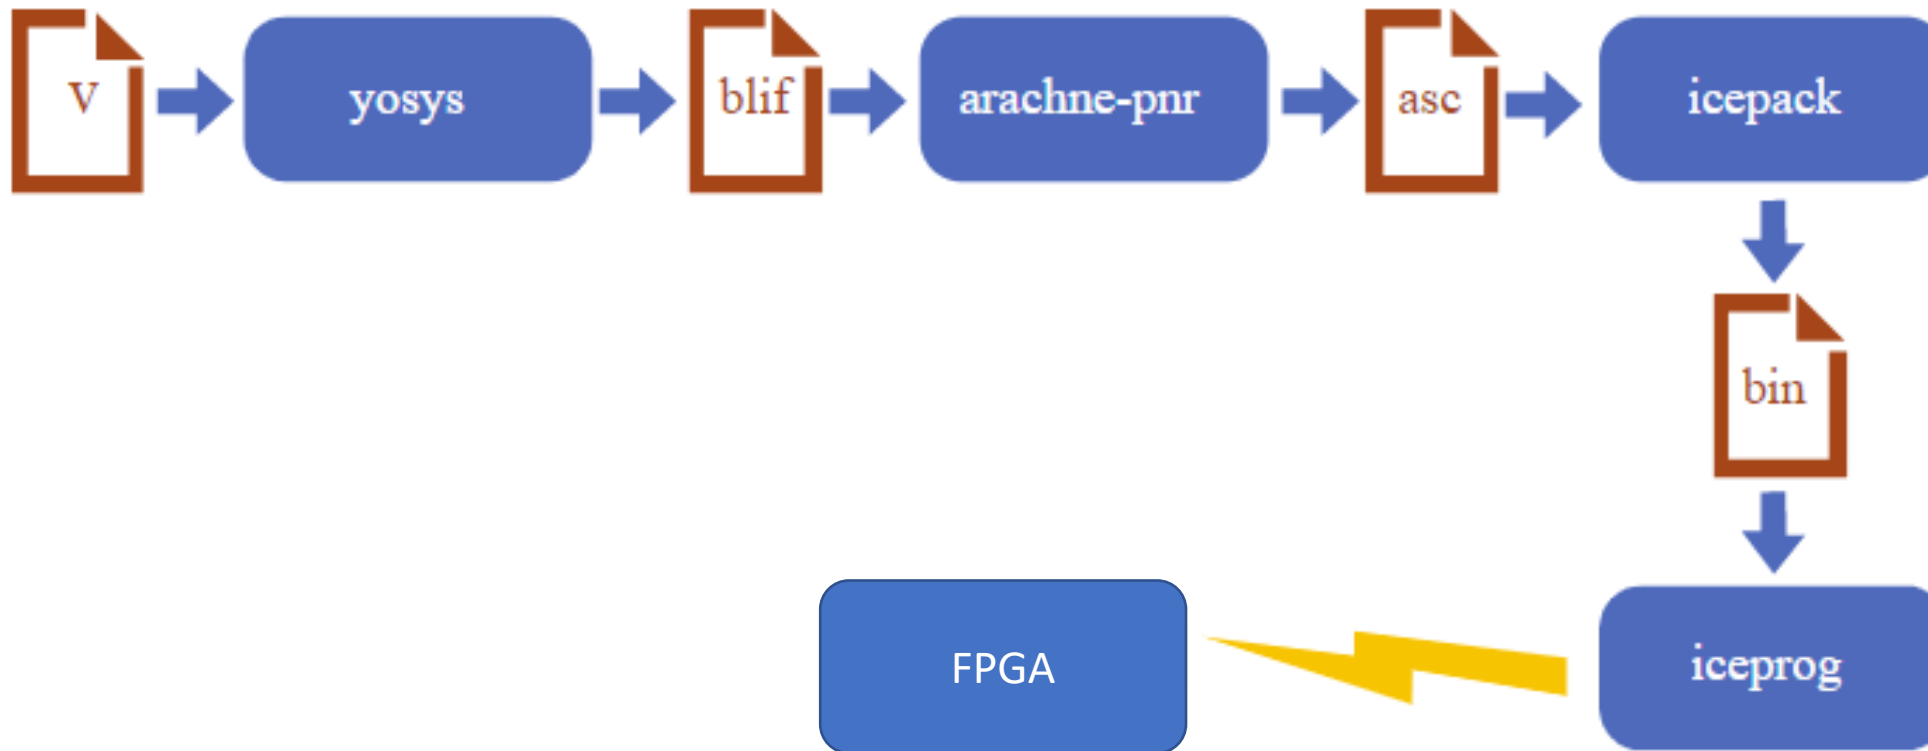 V
yosys
blif
arachne-pnr
asc
icepack
bin
iceprog
FPGA